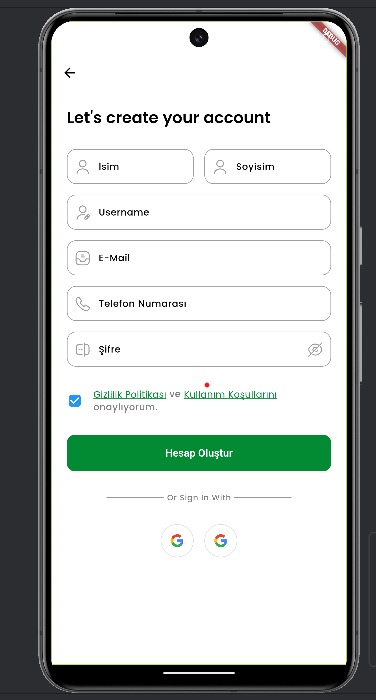 DEBUG
Let's create your account
İsim
Soyisim
Username
E-Mail
Telefon Numarası
Şifre
Gizlilik Politikası ve Kullanım Koşullarını
onaylıyorum.
Hesap Oluştur
Or Sign In With
G G